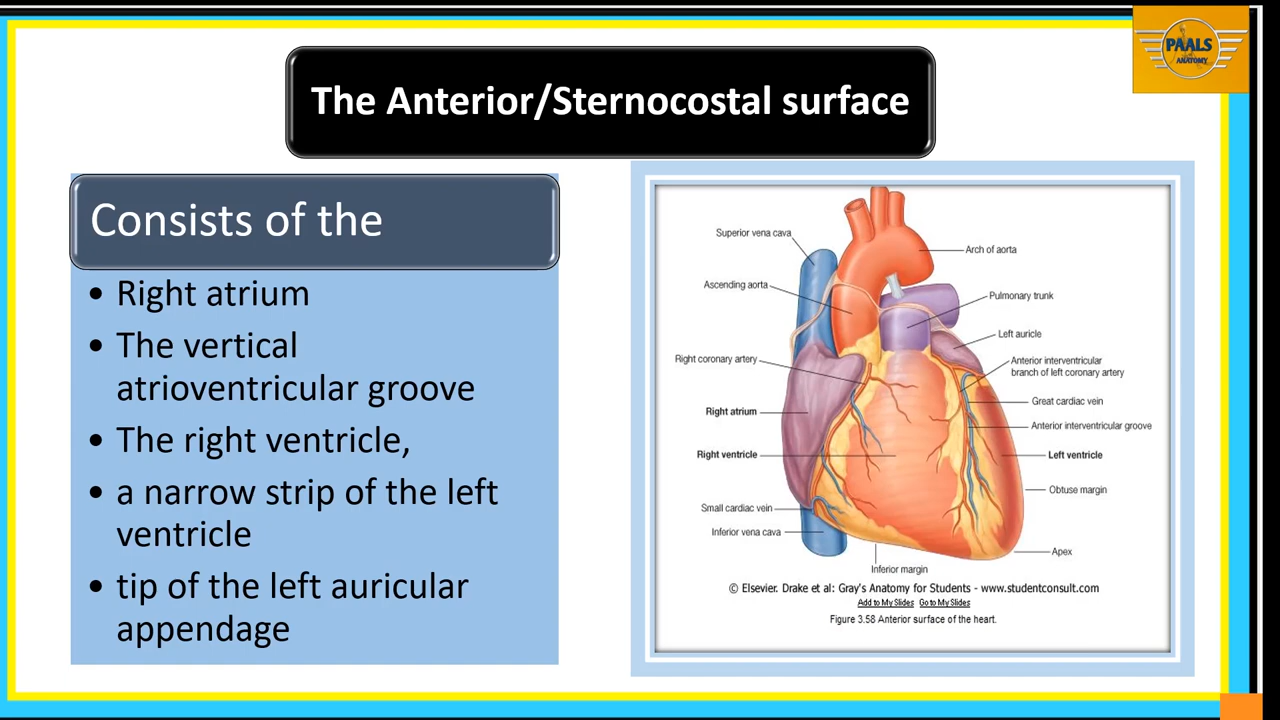 PAALS
ANATOMY
The Anterior/Sternocostal surface
Consists of the
• Right atrium
• The vertical
atrioventricular groove
• The right ventricle,
• a narrow strip of the left
ventricle
• tip of the left auricular
appendage
Superior vena cava
Ascending aorta
Right coronary artery
Right atrium
Right ventricle
Small cardiac vein
Inferior vena cava
Arch of aorta
Pulmonary trunk
Left auricle
Anterior interventricular
branch of left coronary artery
Great cardiac vein
Anterior interventricular groove
Left ventricle
Obtuse margin
Apex
Inferior margin
© Elsevier. Drake et al: Gray's Anatomy for Students - www.studentconsult.com
Add to My Slides Go to My Slides
Figure 3.58 Anterior surface of the heart.